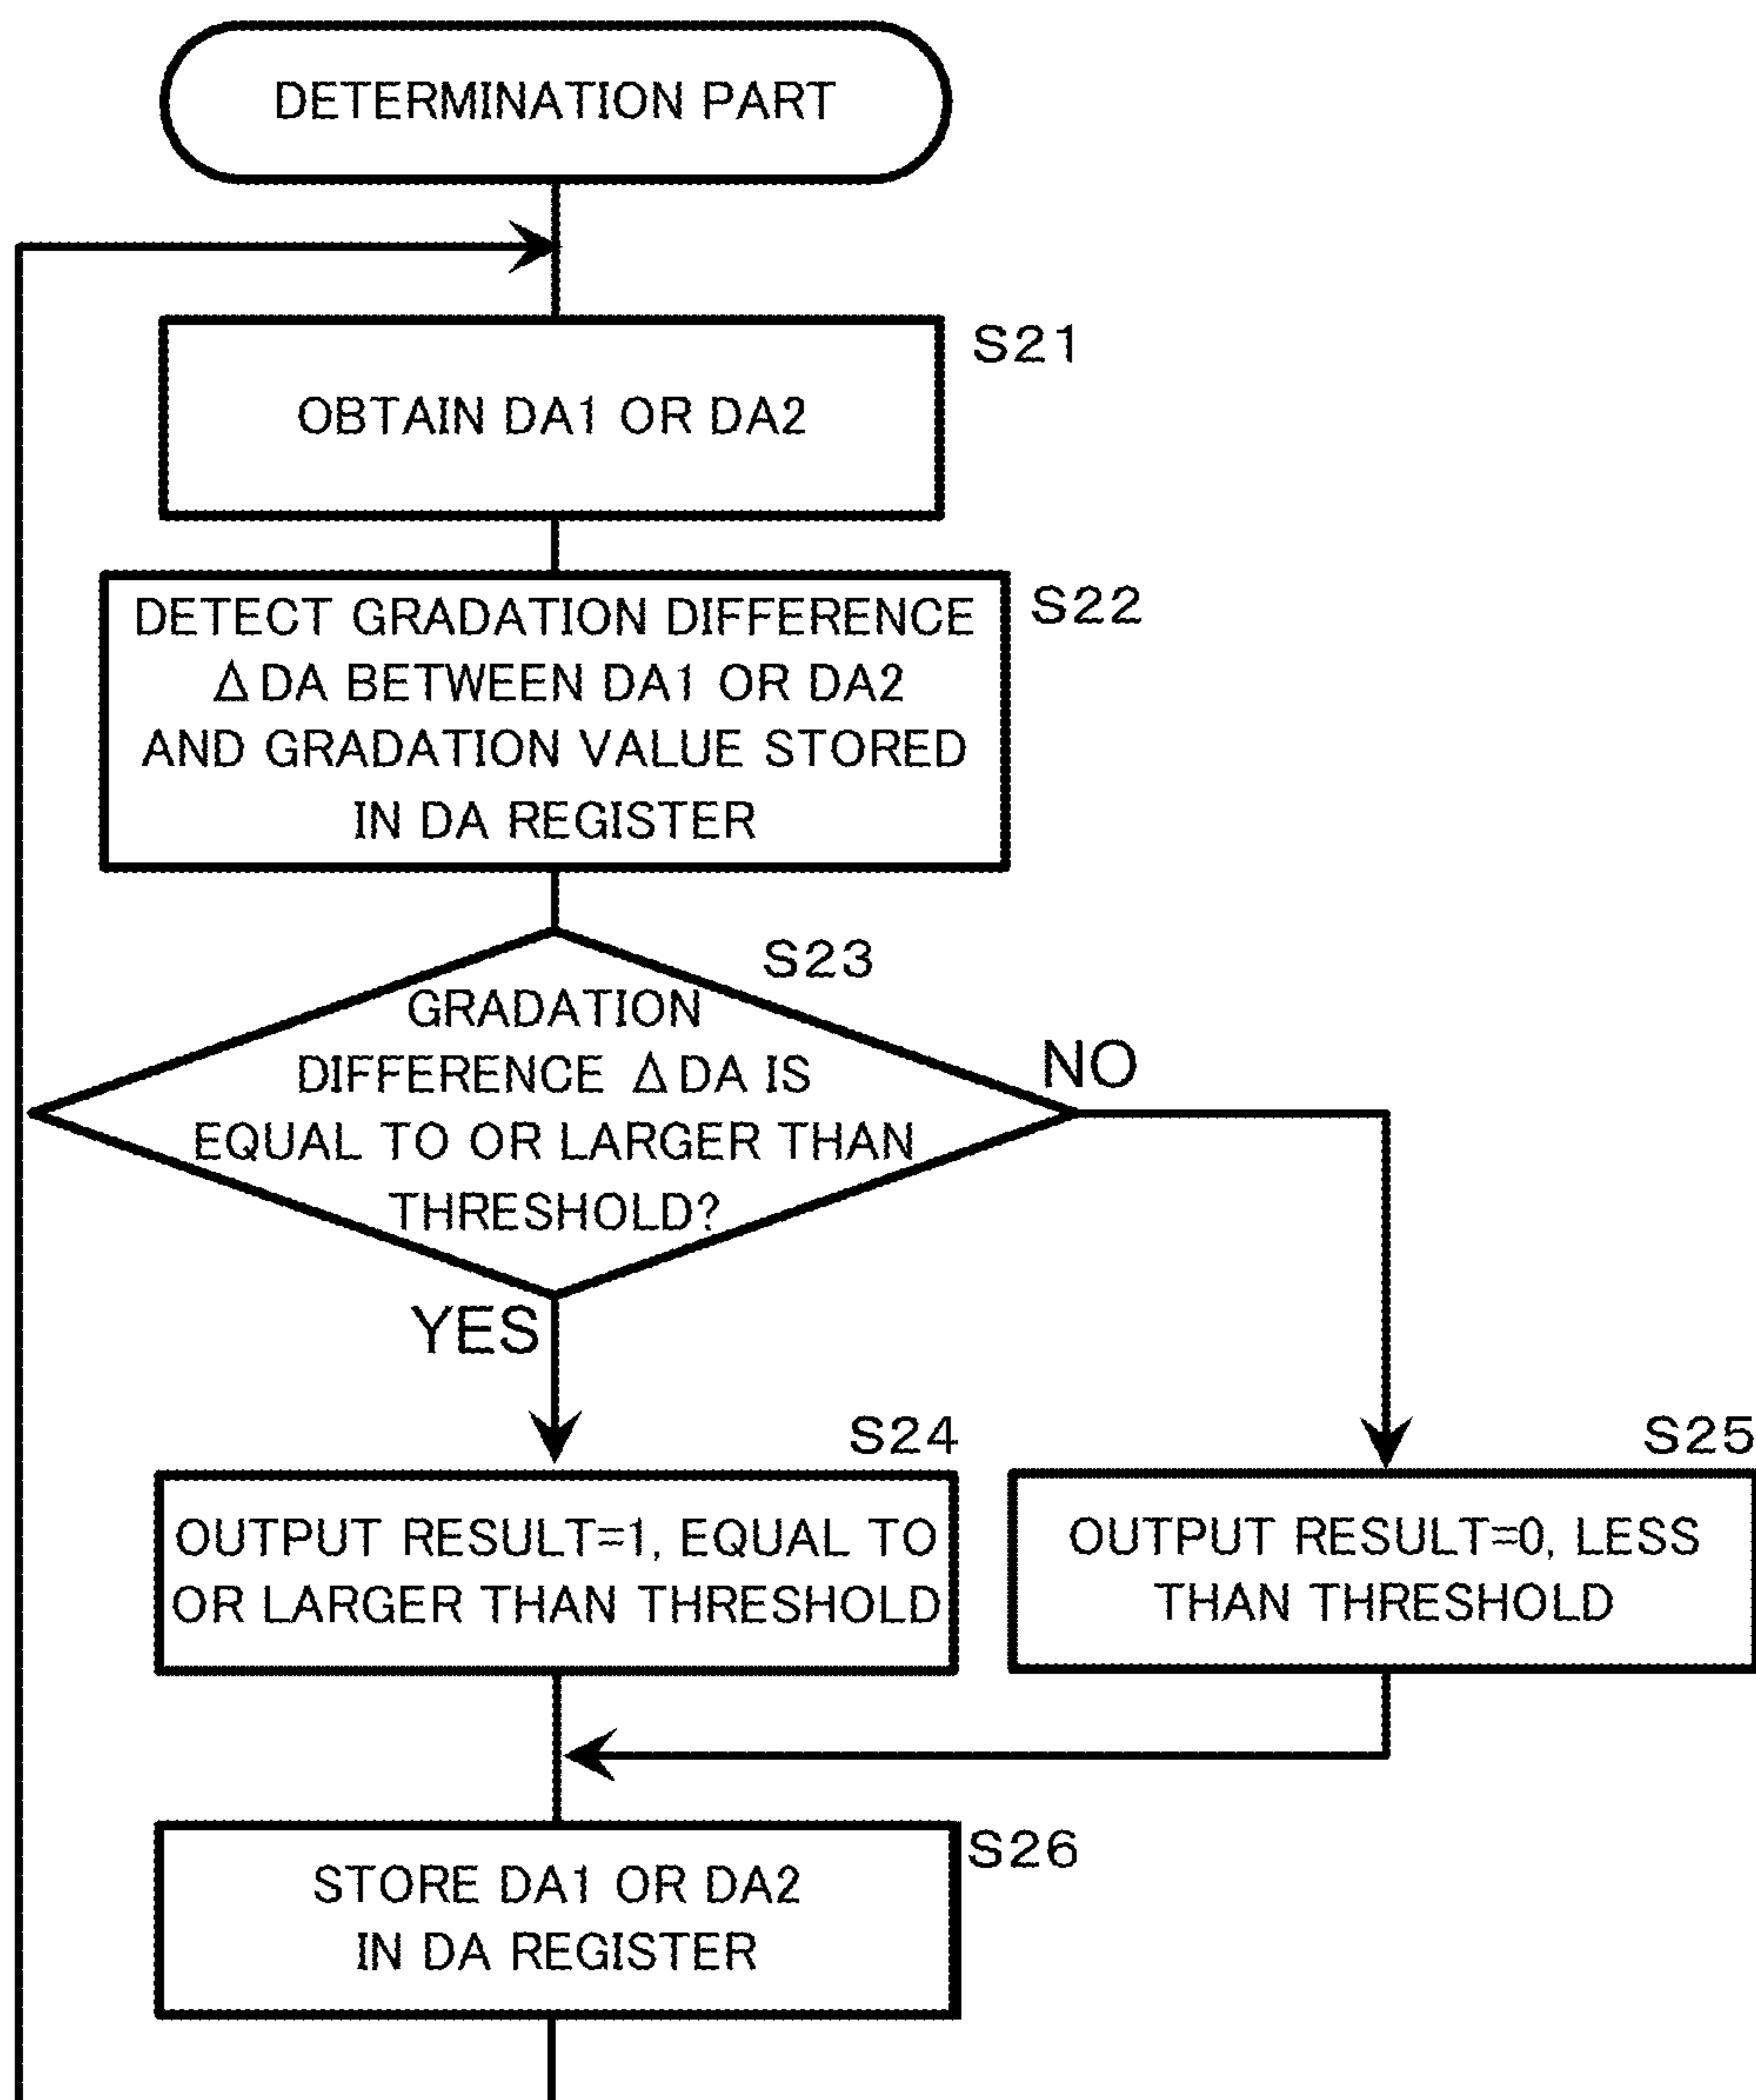 DETERMINATION PART
S21
OBTAIN DA1 OR DA2
S22
DETECT GRADATION DIFFERENCE
Δ DA BETWEEN DA1 OR DA2
AND GRADATION VALUE STORED
IN DA REGISTER
S23
GRADATION
DIFFERENCE Δ DA IS
EQUAL TO OR LARGER THAN
THRESHOLD?
NO
YES
S24
OUTPUT RESULT=1, EQUAL TO
OR LARGER THAN THRESHOLD
S25
OUTPUT RESULT=0, LESS
THAN THRESHOLD
S26
STORE DA1 OR DA2
IN DA REGISTER